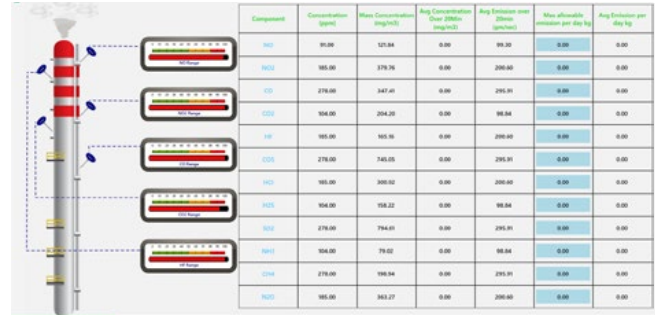 Component
Concentration (ppm)
Mass Concentration (mg/m3)
Avg Concentration Over 20Min (mg/m3)
Avg Emission over 20min (gm/sec)
Max allowable emission per day kg
Avg Emission per day kg
NO 91.00 121.84 0.00 99.20 0.00 0.00
NO2 185.00 379.76 0.00 200.60 0.00 0.00
CO 278.00 347.41 0.00 295.91 0.00 0.00
CO2 104.00 204.20 0.00 98.84 0.00 0.00
HF 185.00 165.16 0.00 200.60 0.00 0.00
278.00 745.05 0.00 295.91 0.00 0.00
HCl 185.00 300.02 0.00 200.60 0.00 0.00
H2S 104.00 158.22 0.00 98.84 0.00 0.00
SO2 278.00 794.61 0.00 295.91 0.00 0.00
NH3 104.00 79.02 0.00 98.84 0.00 0.00
CH4 278.00 198.94 0.00 295.91 0.00 0.00
N2O 185.00 363.27 0.00 200.60 0.00 0.00
NO Range
NO2 Range
CO Range
CO2 Range
HF Range